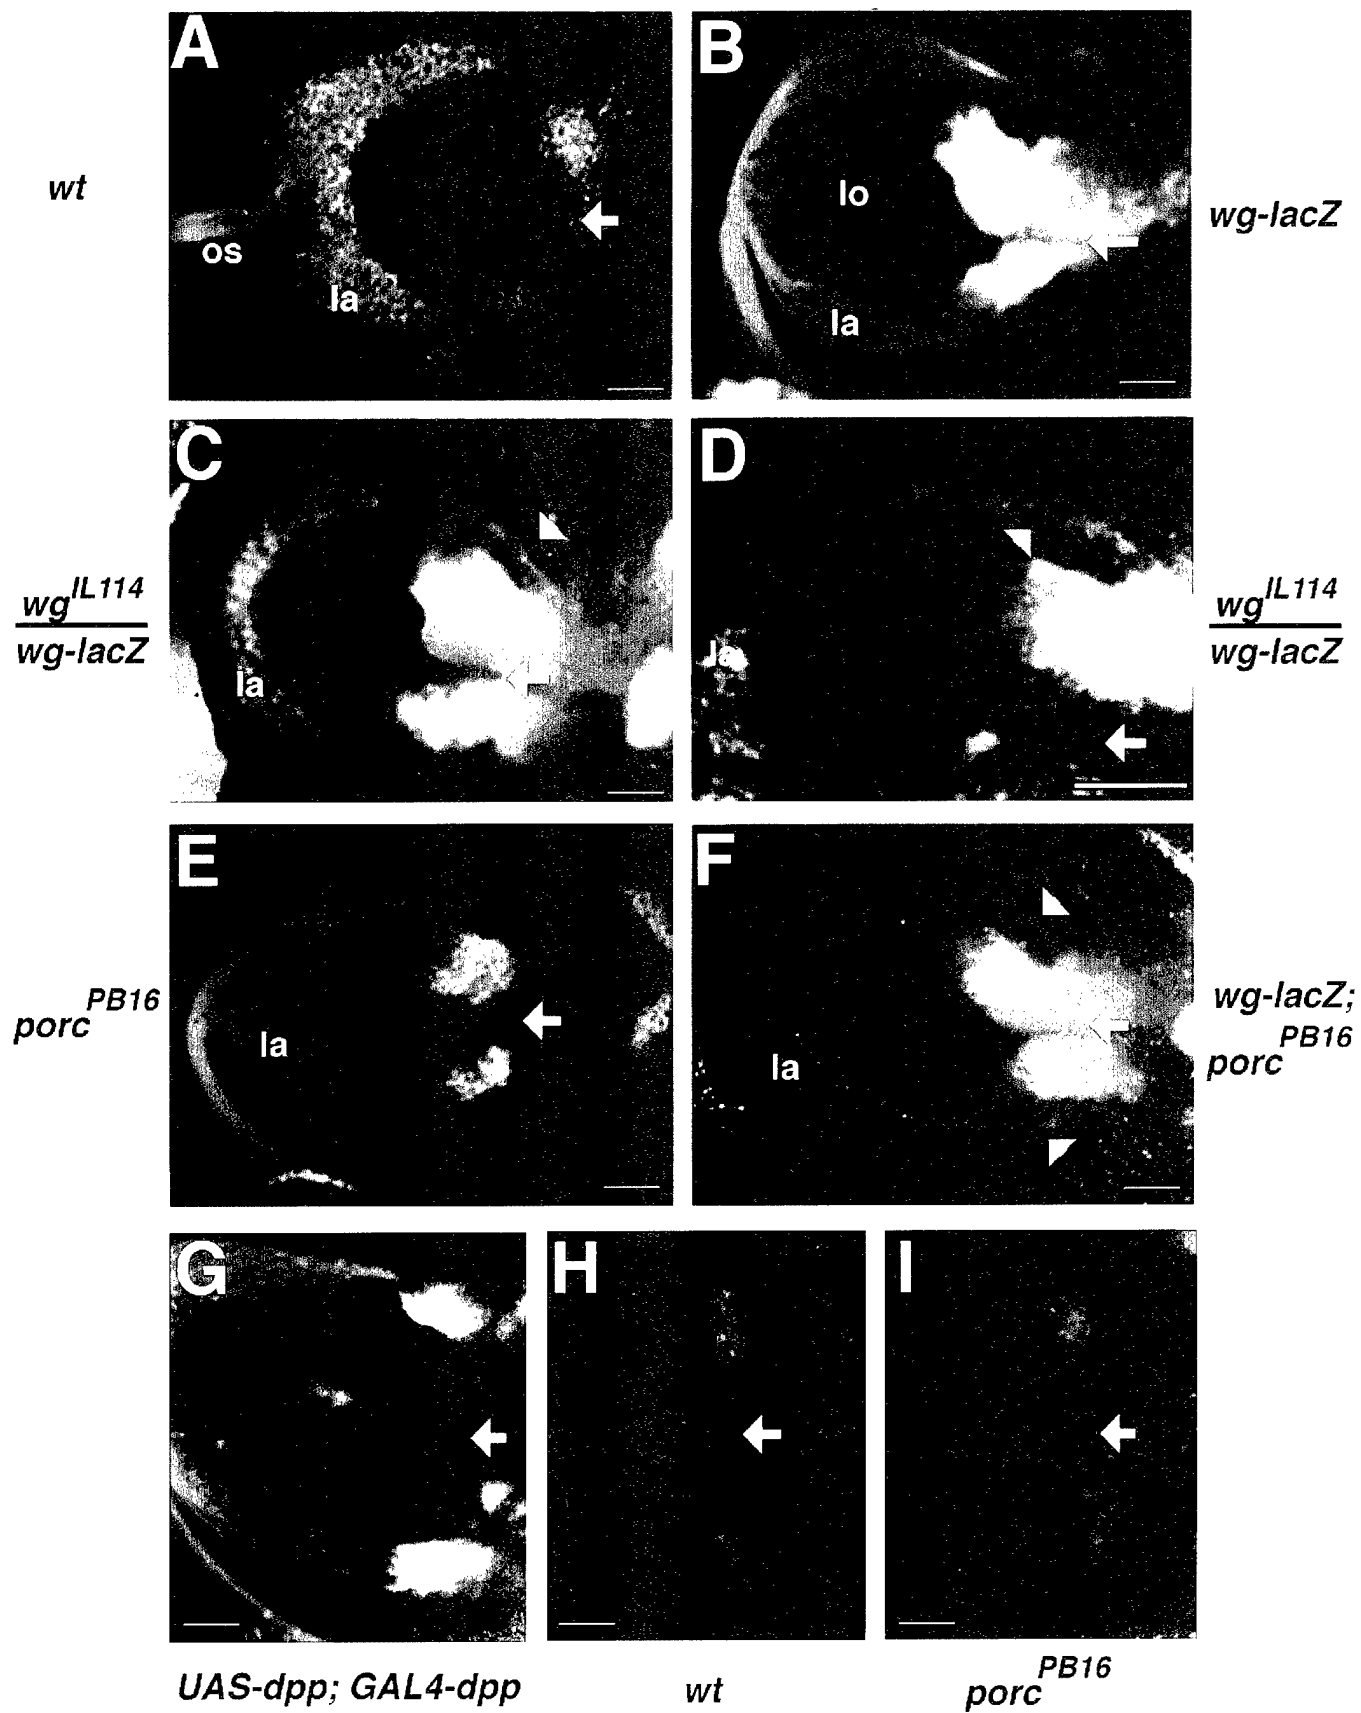 A
B
wt
os
la
lo
la
wg-lacZ
C
D
wg^IL114
wg-lacZ
la
la
wg^IL114
wg-lacZ
E
F
porc^PB16
la
la
wg-lacZ;
porc^PB16
G
H
I
UAS-dpp; GAL4-dpp
wt
porc^PB16